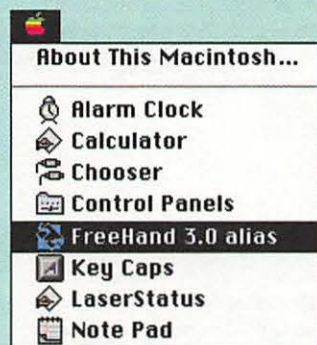 About This Macintosh...
Alarm Clock
Calculator
Chooser
Control Panels
FreeHand 3.0 alias
Key Caps
LaserStatus
Note Pad